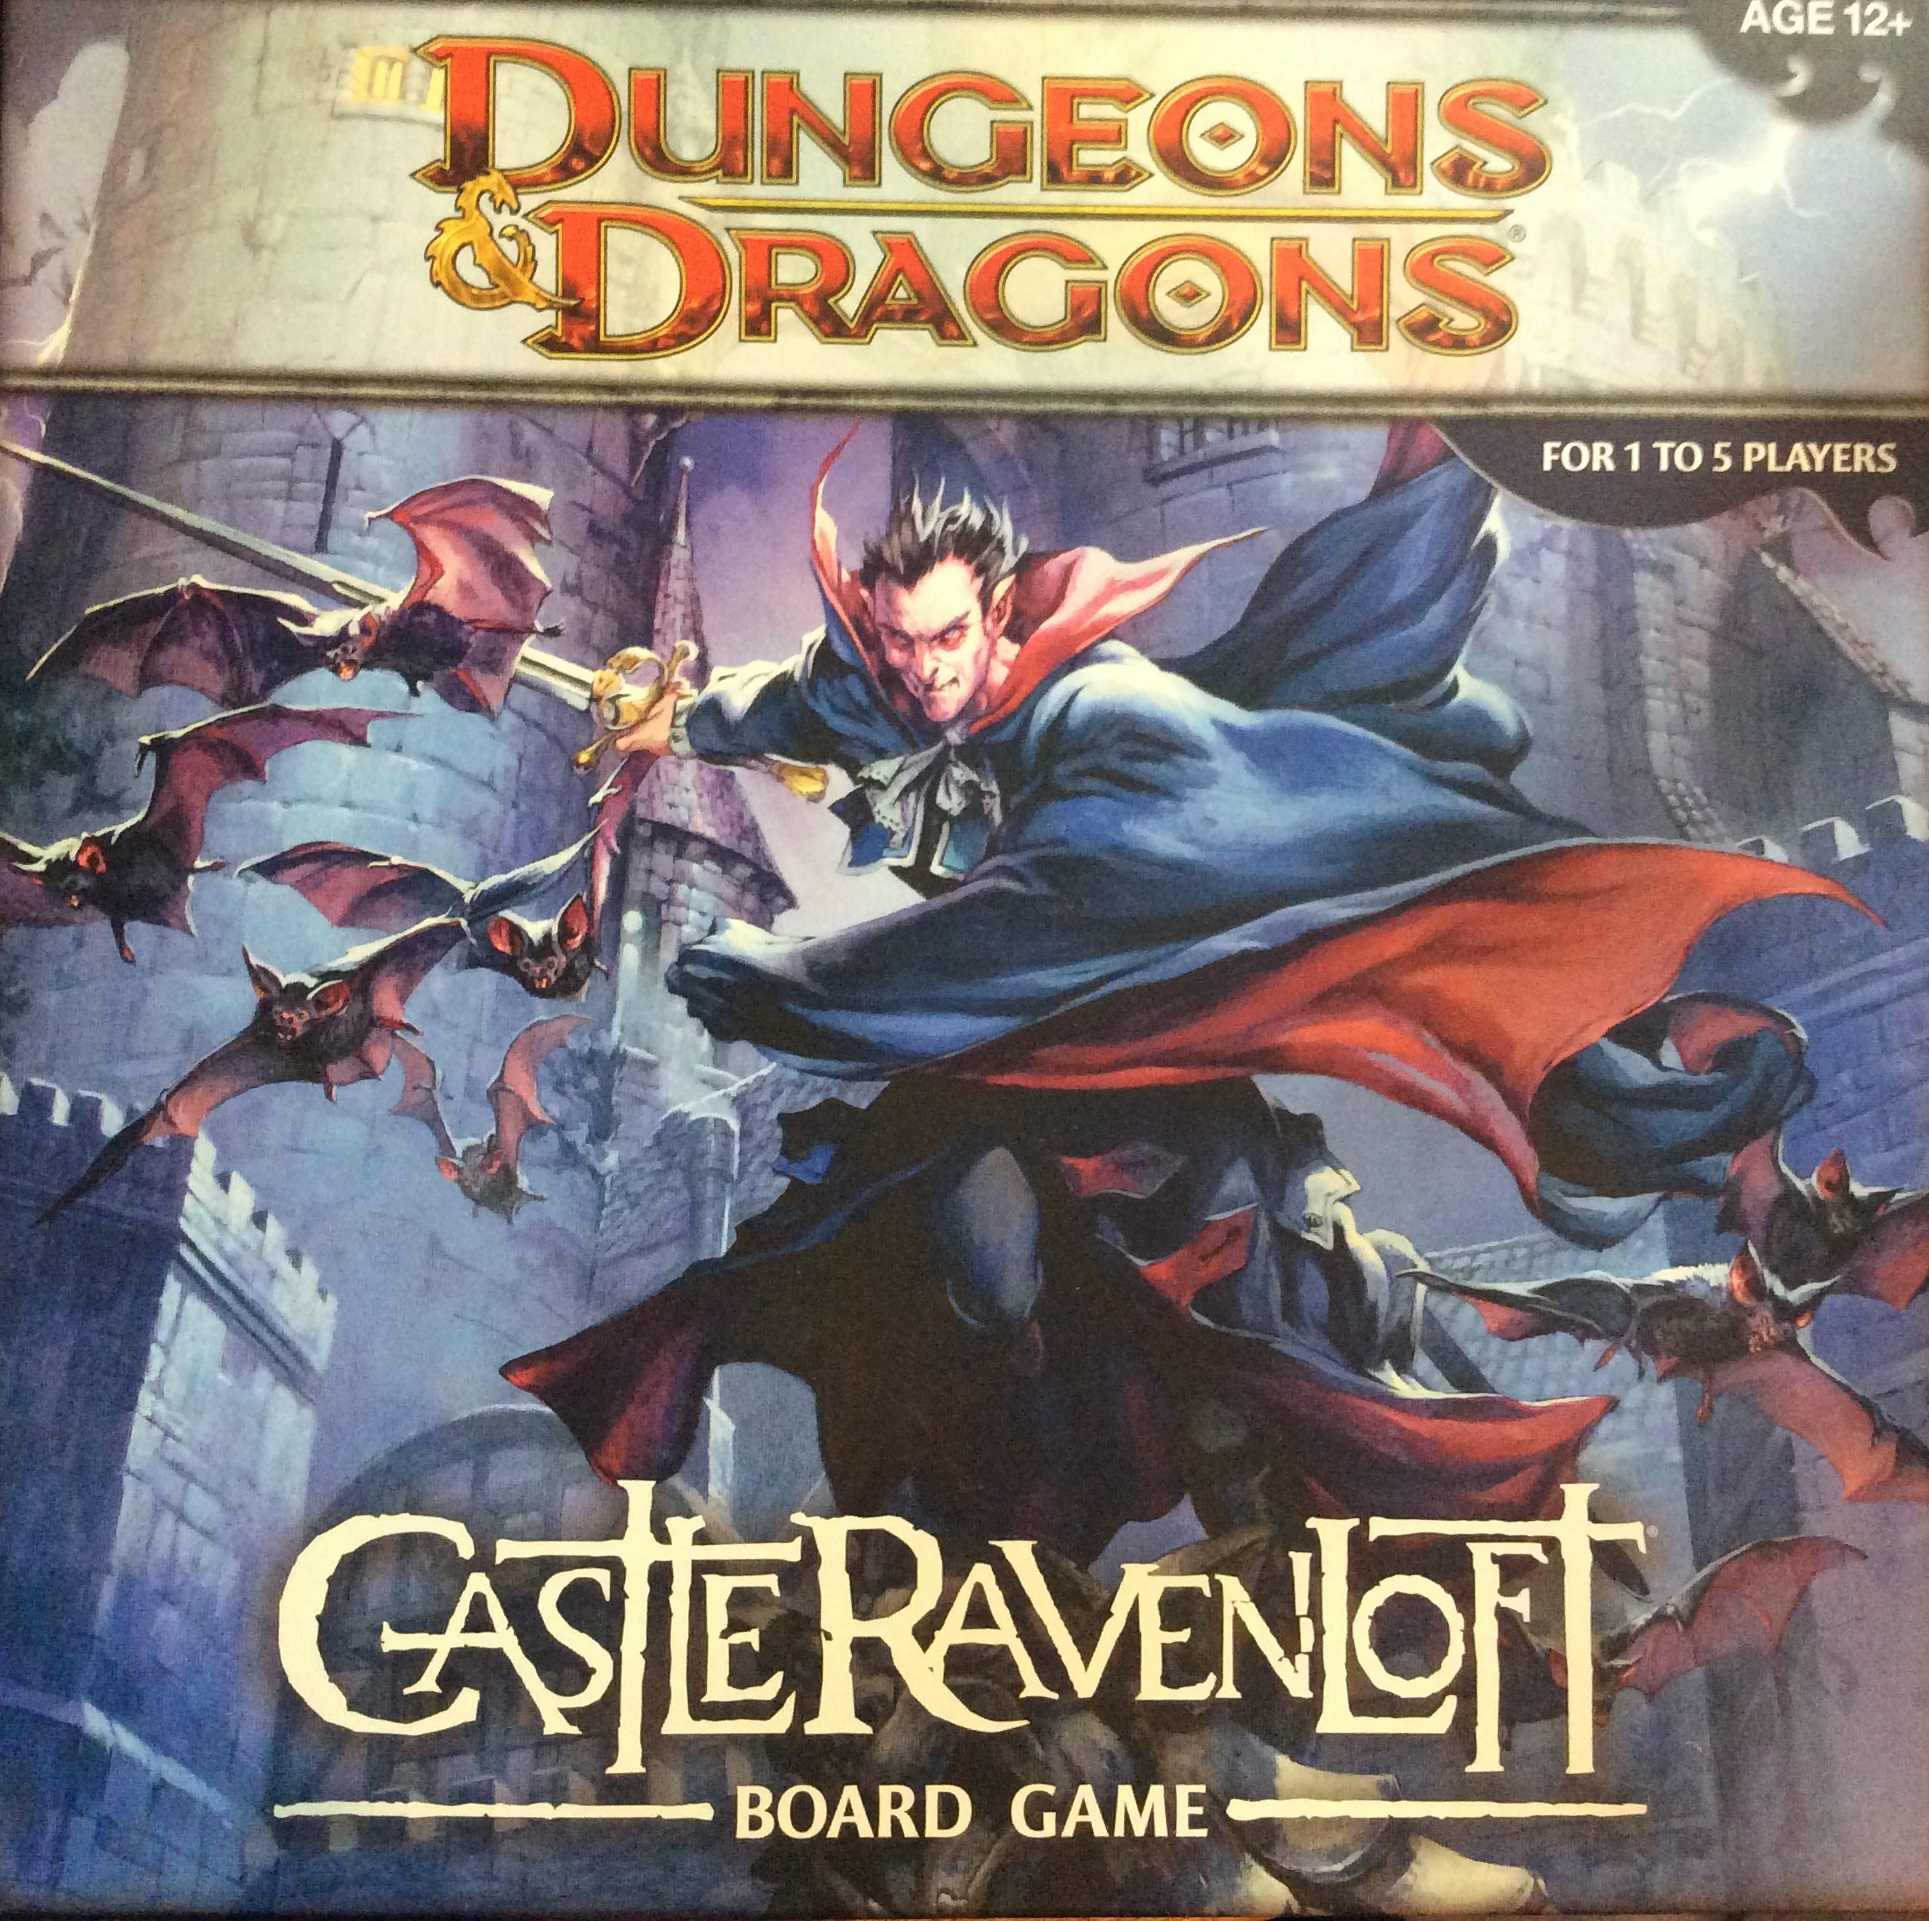 AGE 12+
DUNGEONS
& DRAGONS®
FOR 1 TO 5 PLAYERS
CASTLE RAVENLOFT
BOARD GAME